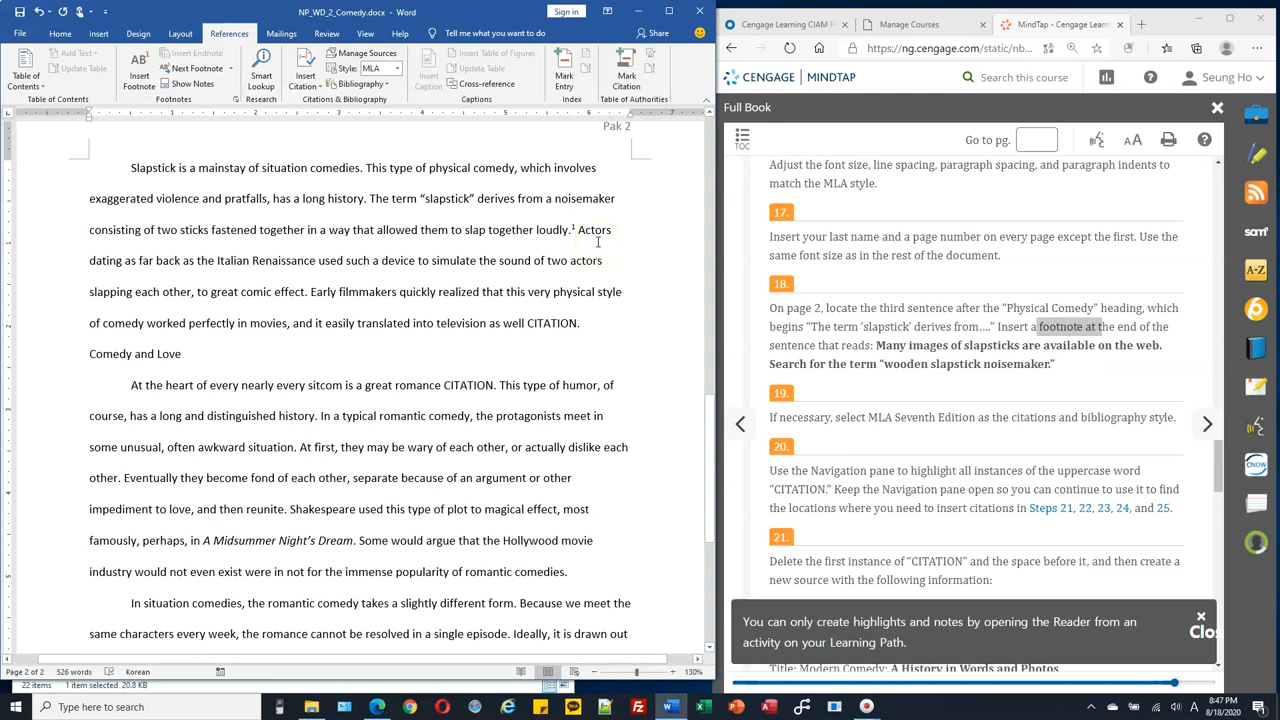 NP_WD_2_Comedy.docx - Word
Sign in
Cengage Learning CIAM P
Manage Courses
MindTap - Cengage Learn
File
Home
Insert
Design
Layout
References
Mailings
Review
View
Help
Tell me what you want to do
Share
https://ng.cengage.com/static/nb...
Table of Contents
Add Text
Update Table
Table of Contents
Insert Footnote
AB
Next Footnote
Show Notes
Footnotes
Smart Lookup
Research
Insert Citation
Manage Sources
Style: MLA
Bibliography
Citations & Bibliography
Insert Caption
Insert Table of Figures
Update Table
Cross-reference
Captions
Mark Entry
Index
Mark Citation
Table of Authorities
CENGAGE | MINDTAP
Search this course
Seung Ho
Full Book
TOC
Go to pg.
AA
Pak 2
Slapstick is a mainstay of situation comedies. This type of physical comedy, which involves
exaggerated violence and pratfalls, has a long history. The term “slapstick” derives from a noisemaker
consisting of two sticks fastened together in a way that allowed them to slap together loudly.1 Actors
dating as far back as the Italian Renaissance used such a device to simulate the sound of two actors
slapping each other, to great comic effect. Early filmmakers quickly realized that this very physical style
of comedy worked perfectly in movies, and it easily translated into television as well CITATION.
Comedy and Love
At the heart of every nearly every sitcom is a great romance CITATION. This type of humor, of
course, has a long and distinguished history. In a typical romantic comedy, the protagonists meet in
some unusual, often awkward situation. At first, they may be wary of each other, or actually dislike each
other. Eventually they become fond of each other, separate because of an argument or other
impediment to love, and then reunite. Shakespeare used this type of plot to magical effect, most
famously, perhaps, in A Midsummer Night’s Dream. Some would argue that the Hollywood movie
industry would not even exist were in not for the immense popularity of romantic comedies.
In situation comedies, the romantic comedy takes a slightly different form. Because we meet the
same characters every week, the romance cannot be resolved in a single episode. Ideally, it is drawn out
Adjust the font size, line spacing, paragraph spacing, and paragraph indents to
match the MLA style.
17.
Insert your last name and a page number on every page except the first. Use the
same font size as in the rest of the document.
18.
On page 2, locate the third sentence after the “Physical Comedy” heading, which
begins “The term ‘slapstick’ derives from....” Insert a footnote at the end of the
sentence that reads: Many images of slapsticks are available on the web.
Search for the term “wooden slapstick noisemaker.”
19.
If necessary, select MLA Seventh Edition as the citations and bibliography style.
20.
Use the Navigation pane to highlight all instances of the uppercase word
“CITATION.” Keep the Navigation pane open so you can continue to use it to find
the locations where you need to insert citations in Steps 21, 22, 23, 24, and 25.
21.
Delete the first instance of “CITATION” and the space before it, and then create a
new source with the following information:
You can only create highlights and notes by opening the Reader from an
activity on your Learning Path.
Clos
Title: Modern Comedy: A History in Words and Photos.
sam
A-Z
CNOW
Page 2 of 2
526 words
Korean
130%
22 items
1 item selected 20.8 KB
Type here to search
8:47 PM
8/18/2020